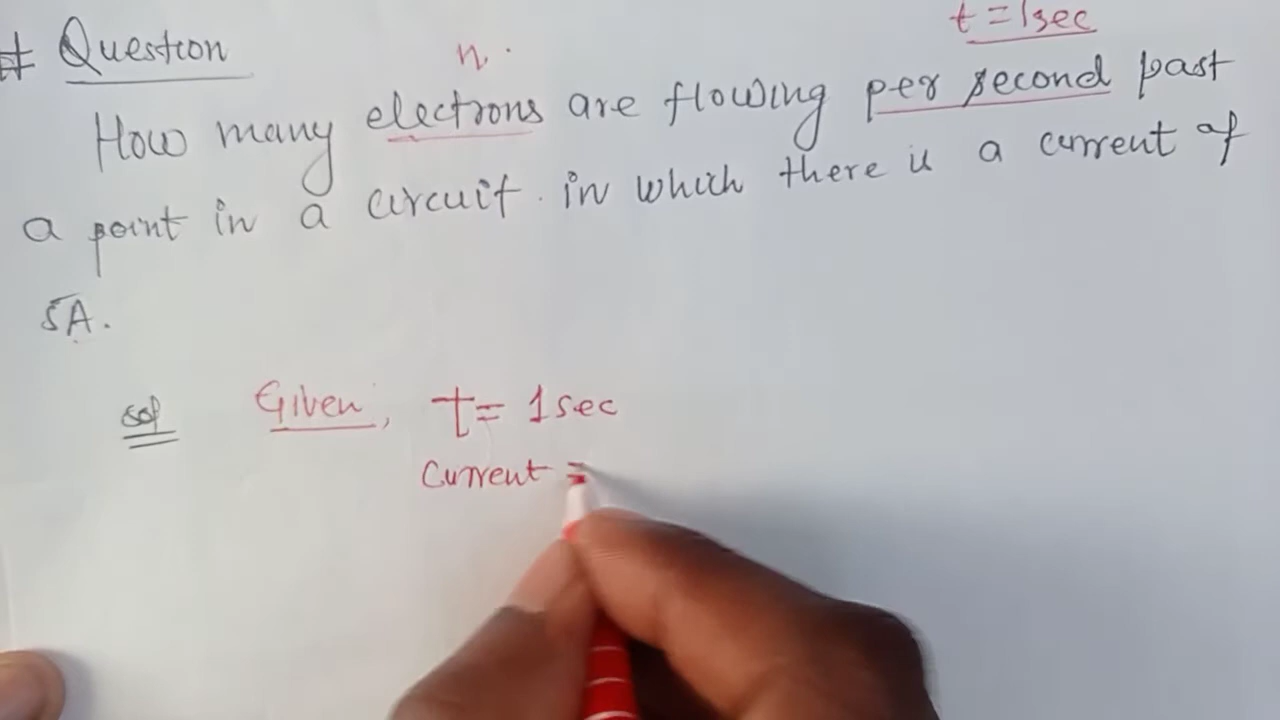 t = 1sec
# Question
n.
How many electrons are flowing per second past
a point in a circuit. in which there is a current of
5A.
sol Given, t = 1sec
Current =